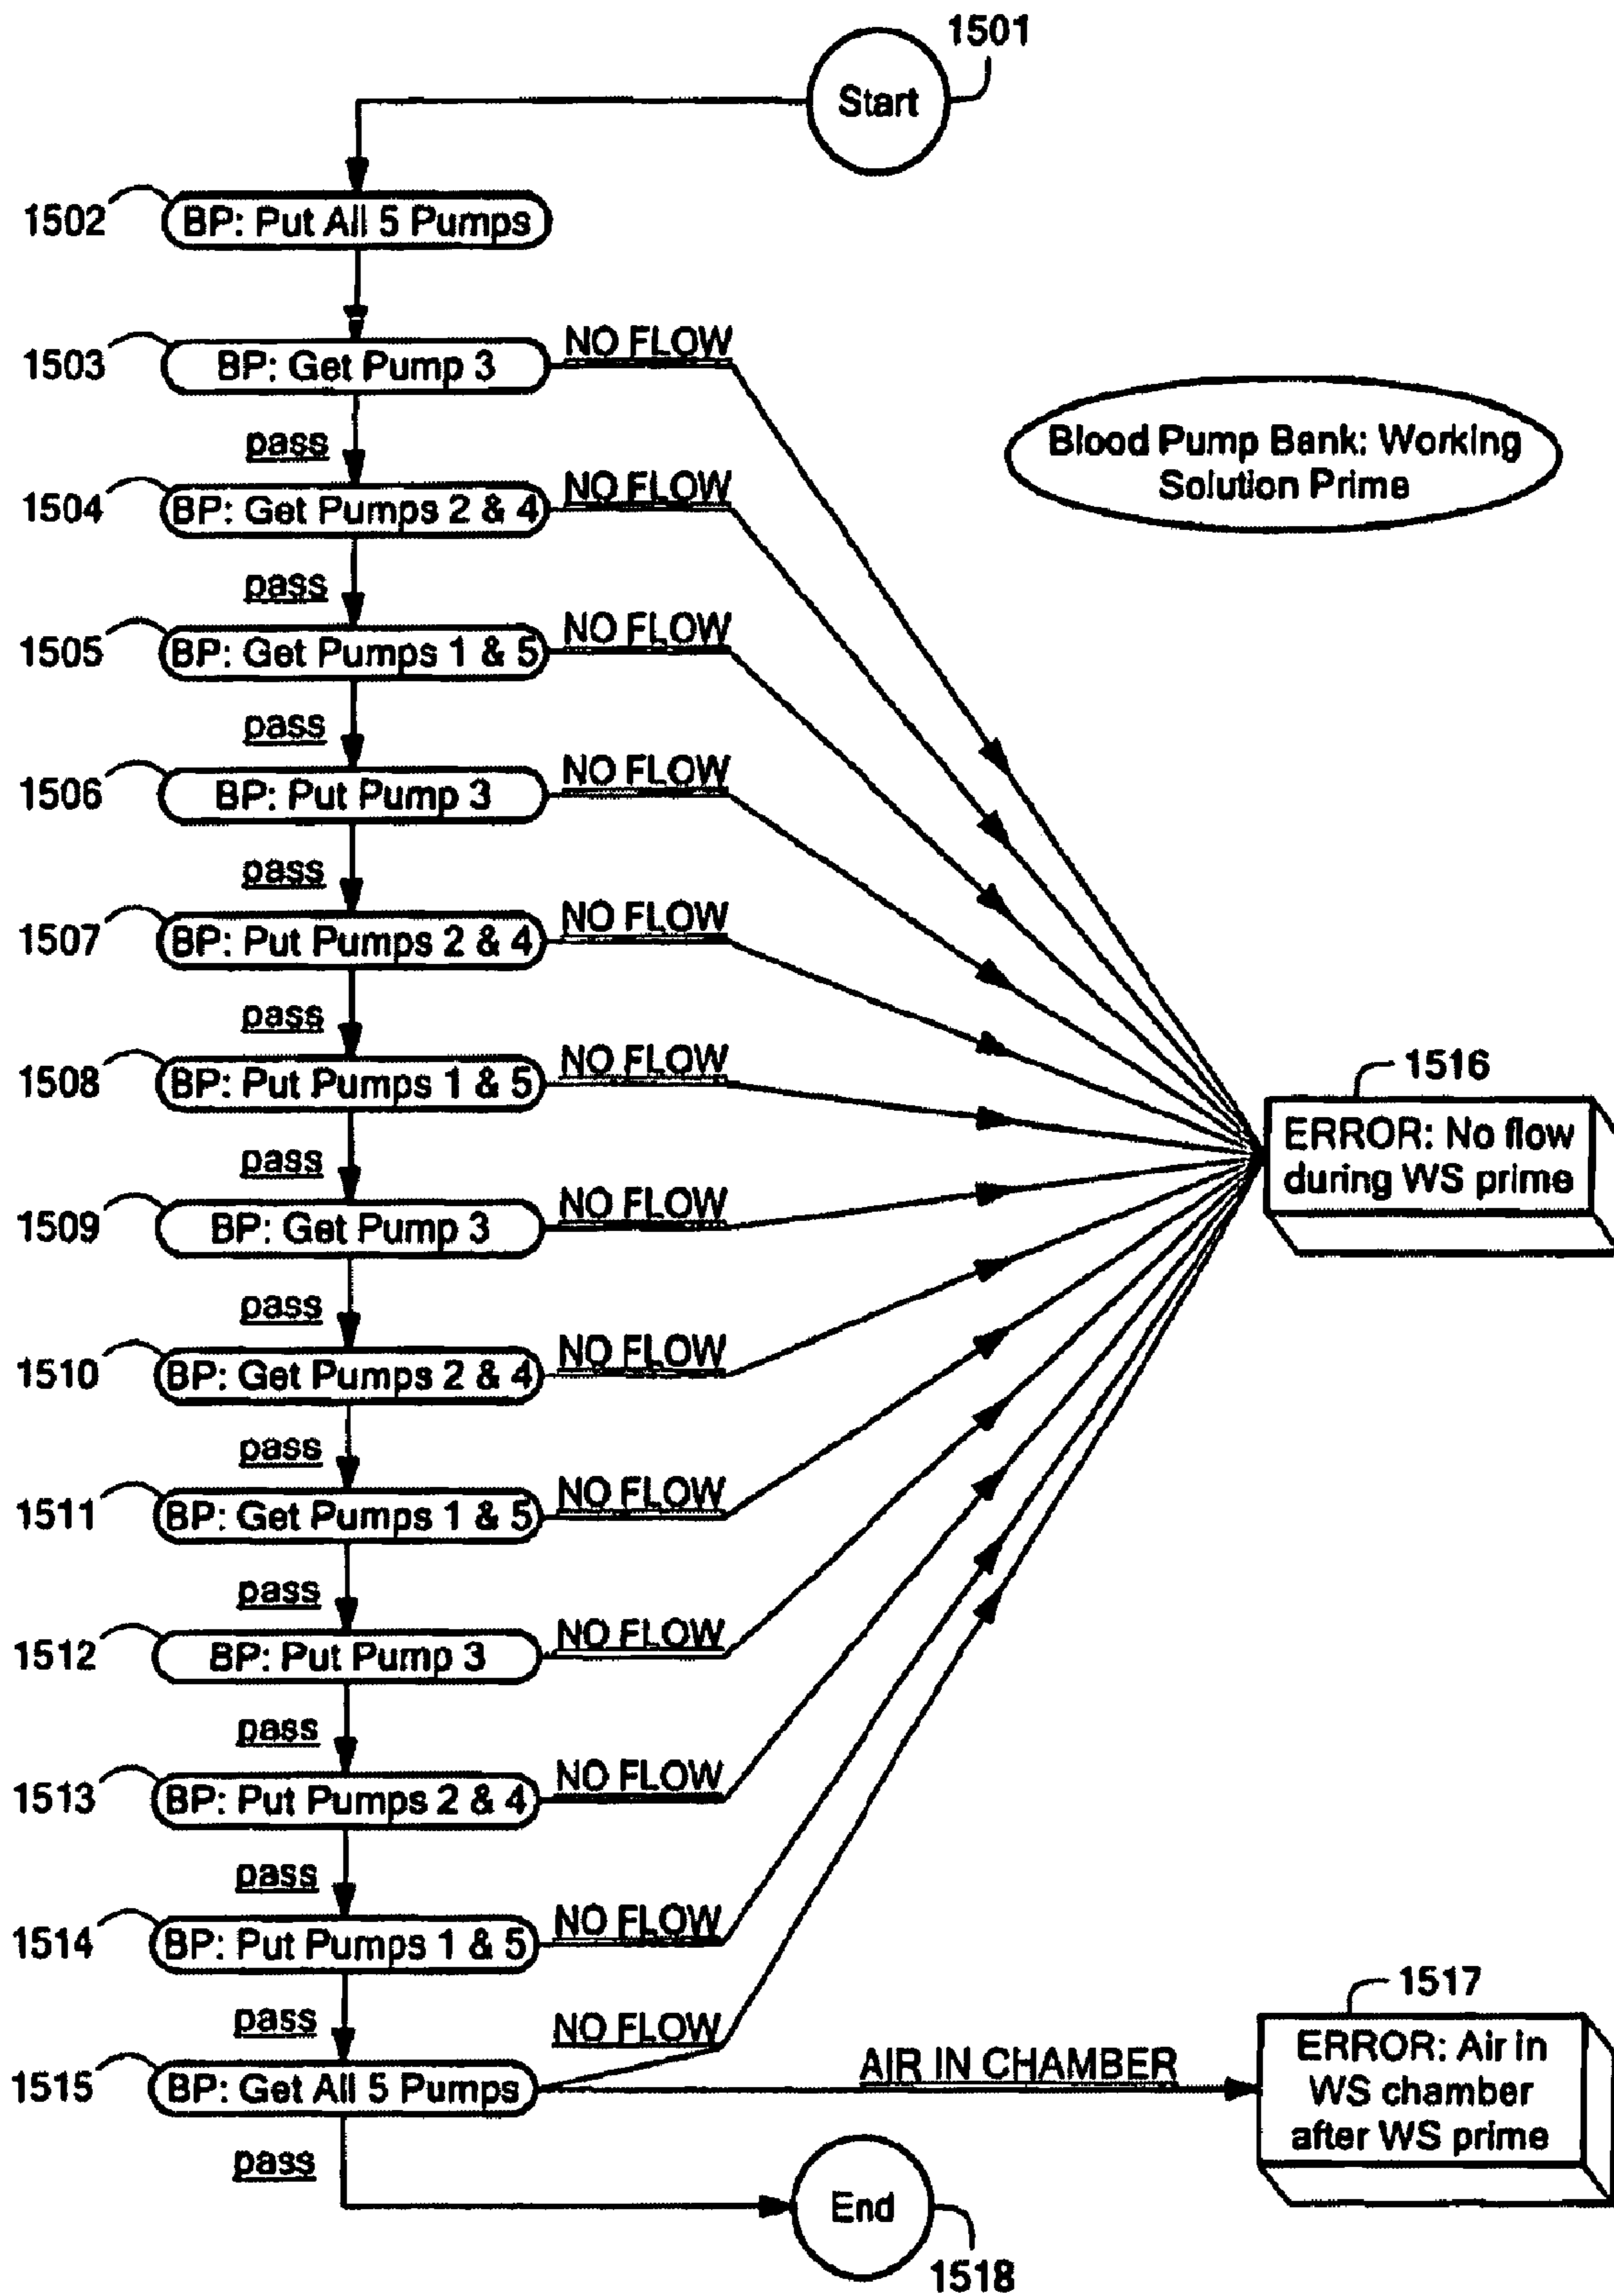 1501
Start
1502
BP: Put All 5 Pumps
1503
BP: Get Pump 3
NO FLOW
Blood Pump Bank: Working
Solution Prime
pass
1504
BP: Get Pumps 2 & 4
NO FLOW
pass
1505
BP: Get Pumps 1 & 5
NO FLOW
pass
1506
BP: Put Pump 3
NO FLOW
pass
1507
BP: Put Pumps 2 & 4
NO FLOW
pass
1508
BP: Put Pumps 1 & 5
NO FLOW
1516
ERROR: No flow
during WS prime
pass
1509
BP: Get Pump 3
NO FLOW
pass
1510
BP: Get Pumps 2 & 4
NO FLOW
pass
1511
BP: Get Pumps 1 & 5
NO FLOW
pass
1512
BP: Put Pump 3
NO FLOW
pass
1513
BP: Put Pumps 2 & 4
NO FLOW
pass
1514
BP: Put Pumps 1 & 5
NO FLOW
pass
1515
BP: Get All 5 Pumps
NO FLOW
AIR IN CHAMBER
1517
ERROR: Air in
WS chamber
after WS prime
pass
End
1518